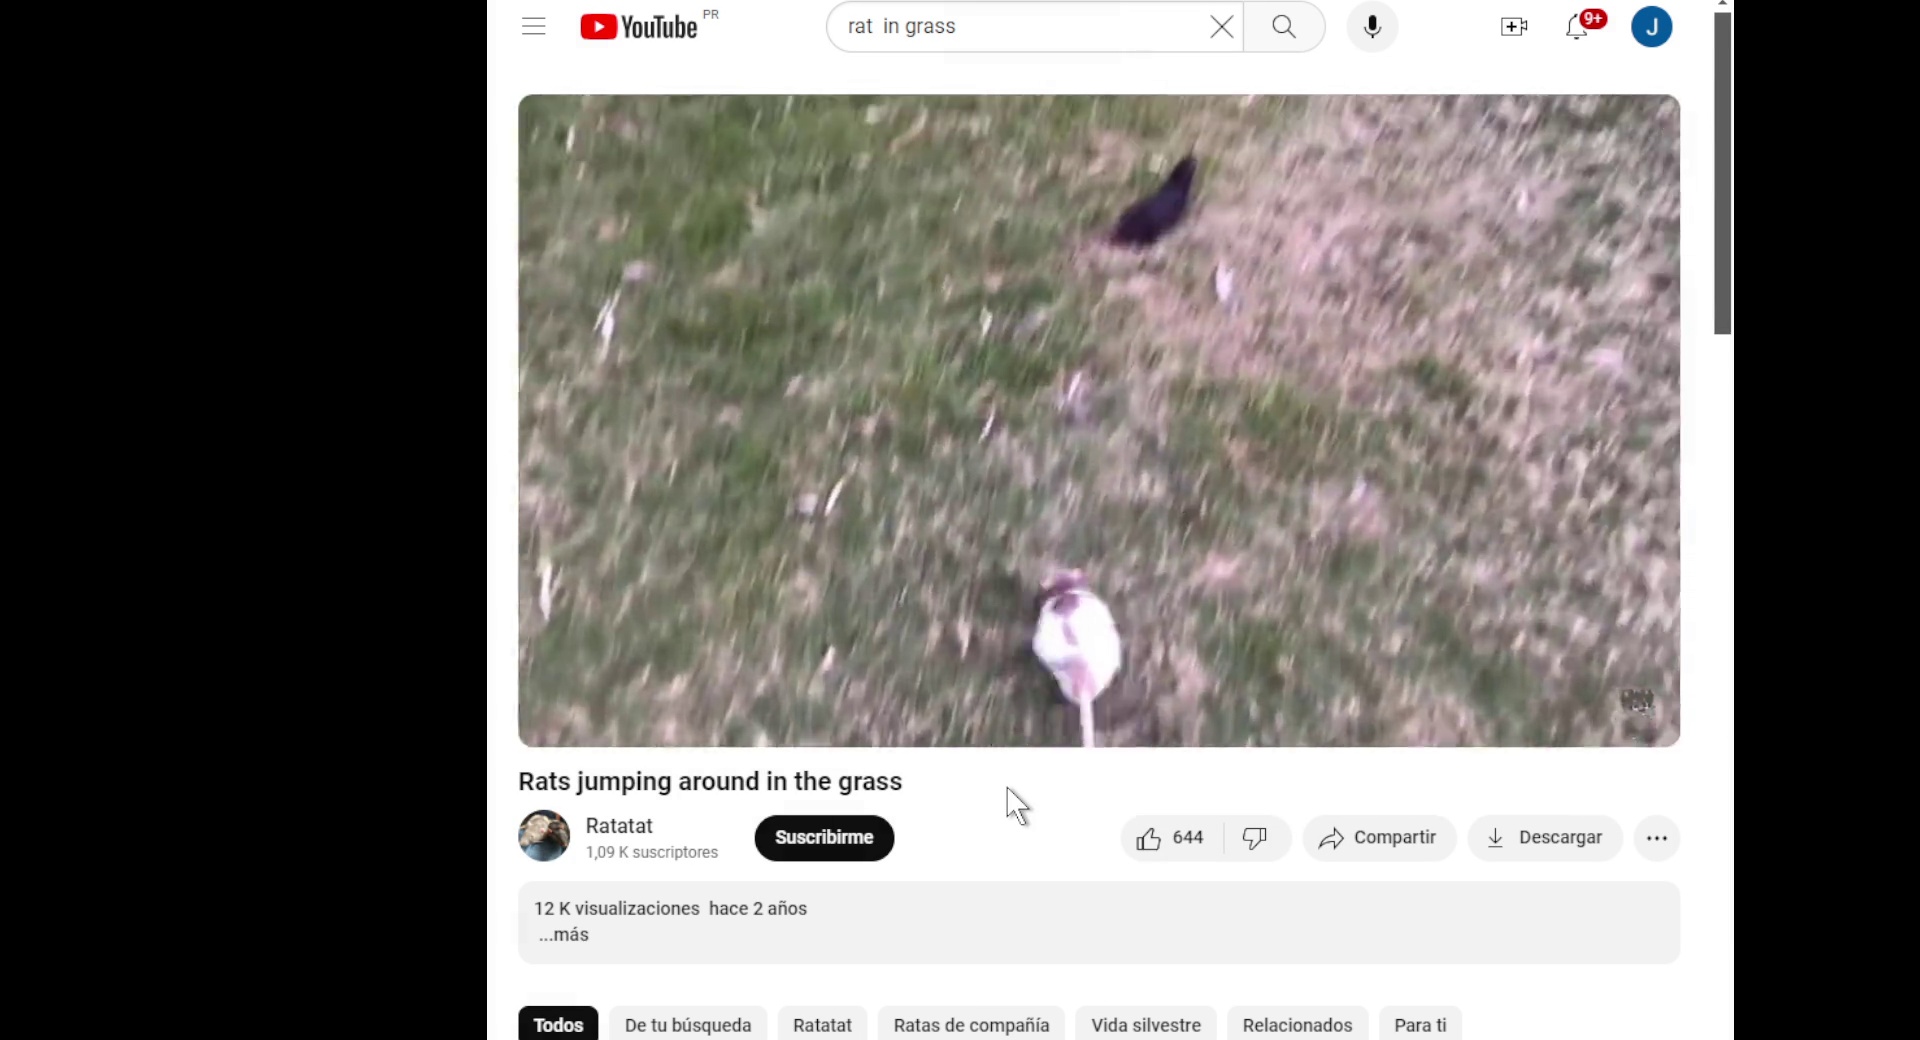 YouTube PR
rat in grass
9+
J
Rats jumping around in the grass
Ratatat
1,09 K suscriptores
Suscribirme
644
Compartir
Descargar
12 K visualizaciones hace 2 años
...más
Todos De tu búsqueda Ratatat Ratas de compañía Vida silvestre Relacionados Para ti